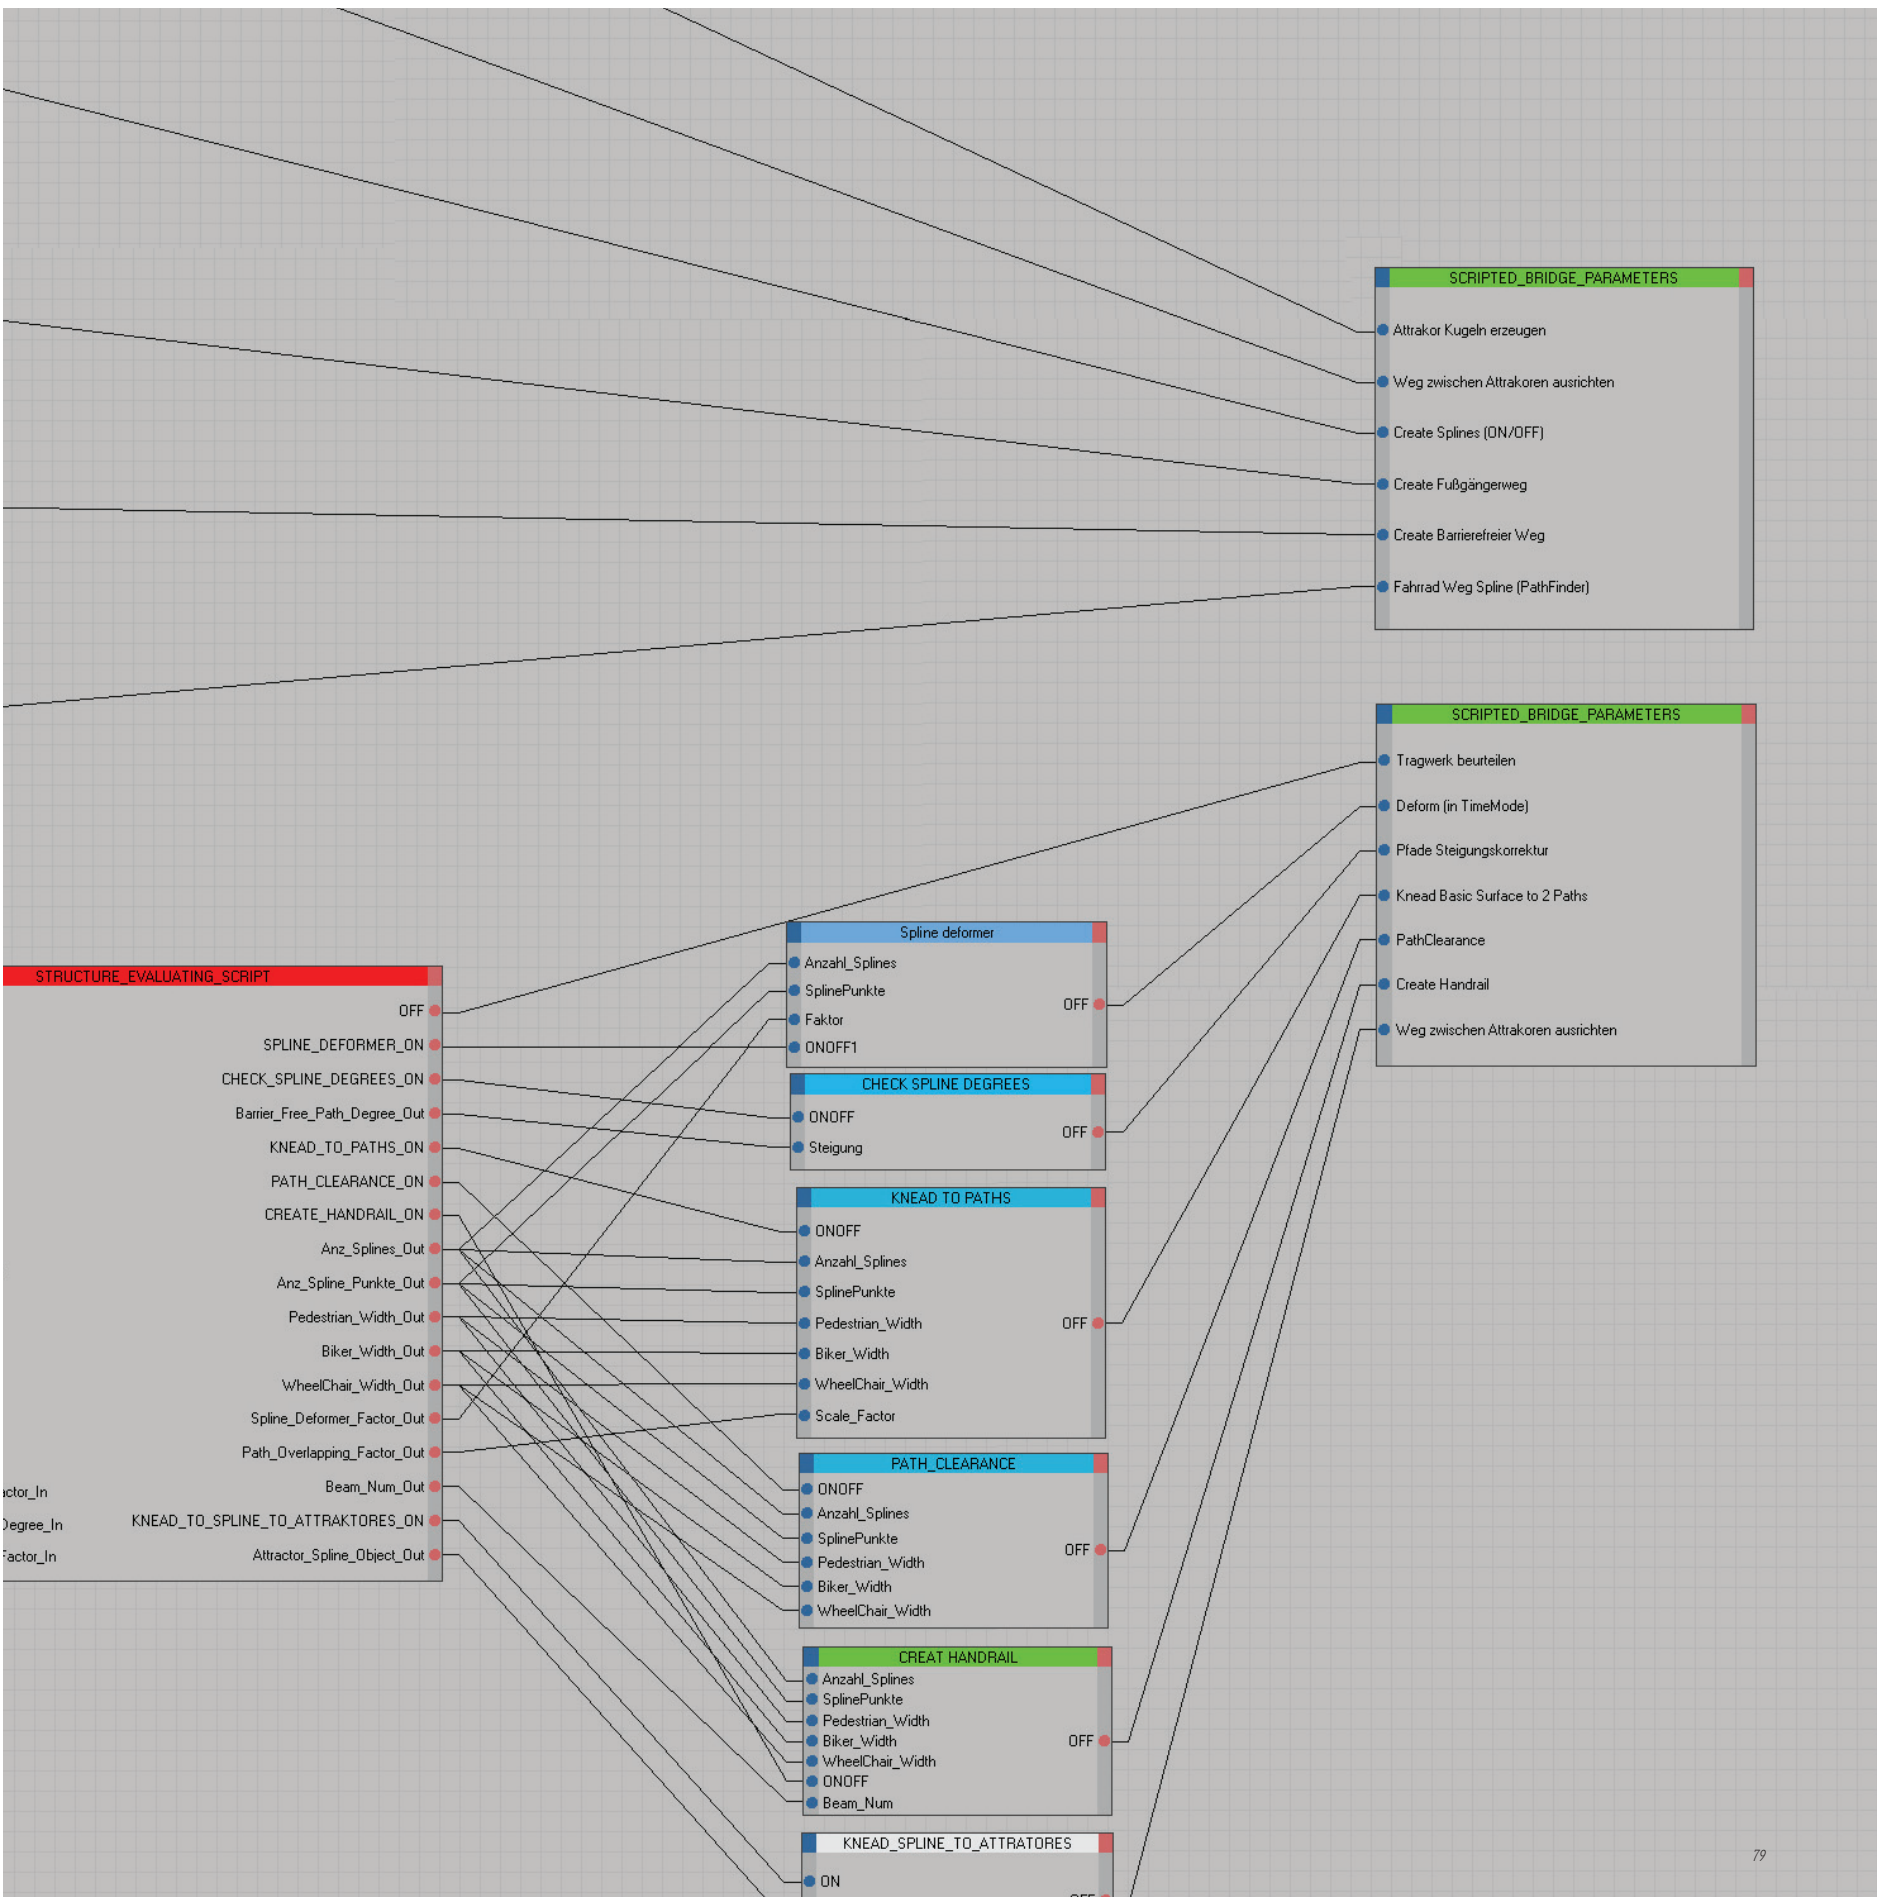 SCRIPTED_BRIDGE_PARAMETERS
Attrakor Kugeln erzeugen
Weg zwischen Attrakoren ausrichten
Create Splines (ON/OFF)
Create Fußgängerweg
Create Barrierefreier Weg
Fahrrad Weg Spline (PathFinder)
SCRIPTED_BRIDGE_PARAMETERS
Tragwerk beurteilen
Deform (in TimeMode)
Pfade Steigungskorrektur
Knead Basic Surface to 2 Paths
PathClearance
Create Handrail
Weg zwischen Attrakoren ausrichten
STRUCTURE_EVALUATING_SCRIPT
OFF
SPLINE_DEFORMER_ON
CHECK_SPLINE_DEGREES_ON
Barrier_Free_Path_Degree_Out
KNEAD_TO_PATHS_ON
PATH_CLEARANCE_ON
CREATE_HANDRAIL_ON
Anz_Splines_Out
Anz_Spline_Punkte_Out
Pedestrian_Width_Out
Biker_Width_Out
WheelChair_Width_Out
Spline_Deformer_Factor_Out
Path_Overlapping_Factor_Out
actor_In
Beam_Num_Out
Degree_In
KNEAD_TO_SPLINE_TO_ATTRAKTORES_ON
Factor_In
Attractor_Spline_Object_Out
Spline deformer
Anzahl_Splines
SplinePunkte
OFF
Faktor
ONOFF1
CHECK SPLINE DEGREES
ONOFF
OFF
Steigung
KNEAD TO PATHS
ONOFF
Anzahl_Splines
SplinePunkte
Pedestrian_Width
OFF
Biker_Width
WheelChair_Width
Scale_Factor
PATH_CLEARANCE
ONOFF
Anzahl_Splines
SplinePunkte
OFF
Pedestrian_Width
Biker_Width
WheelChair_Width
CREAT HANDRAIL
Anzahl_Splines
SplinePunkte
Pedestrian_Width
Biker_Width
OFF
WheelChair_Width
ONOFF
Beam_Num
KNEAD_SPLINE_TO_ATTRATORES
ON
OFF
79